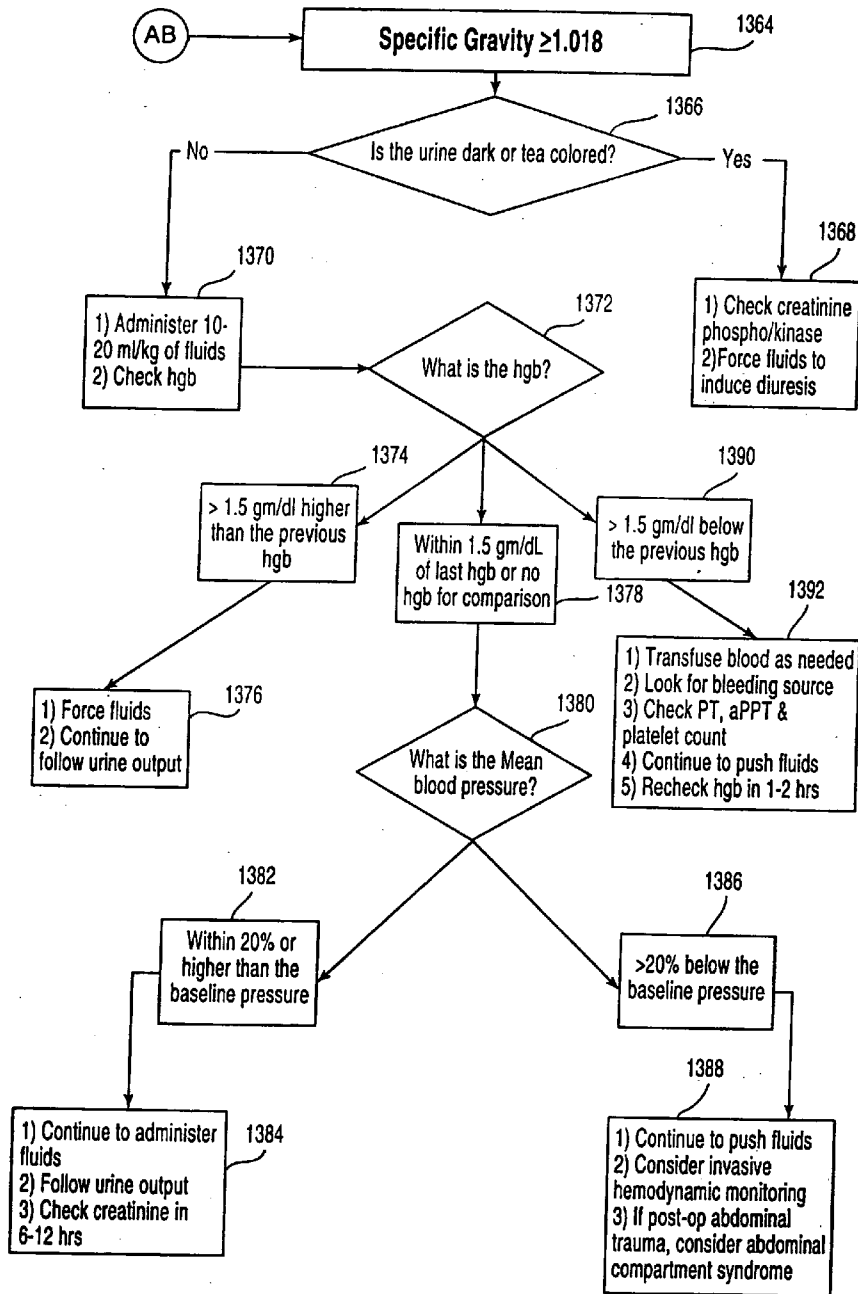 AB
Specific Gravity ≥1.018
1364
1366
Is the urine dark or tea colored?
No
Yes
1370
1) Administer 10-
20 ml/kg of fluids
2) Check hgb
1372
What is the hgb?
1368
1) Check creatinine
phospho/kinase
2)Force fluids to
induce diuresis
1374
> 1.5 gm/dl higher
than the previous
hgb
Within 1.5 gm/dL
of last hgb or no
hgb for comparison
1378
1390
> 1.5 gm/dl below
the previous hgb
1376
1) Force fluids
2) Continue to
follow urine output
1392
1) Transfuse blood as needed
2) Look for bleeding source
3) Check PT, aPPT &
platelet count
4) Continue to push fluids
5) Recheck hgb in 1-2 hrs
1380
What is the Mean
blood pressure?
1382
Within 20% or
higher than the
baseline pressure
1386
>20% below the
baseline pressure
1384
1) Continue to administer
fluids
2) Follow urine output
3) Check creatinine in
6-12 hrs
1388
1) Continue to push fluids
2) Consider invasive
hemodynamic monitoring
3) If post-op abdominal
trauma, consider abdominal
compartment syndrome